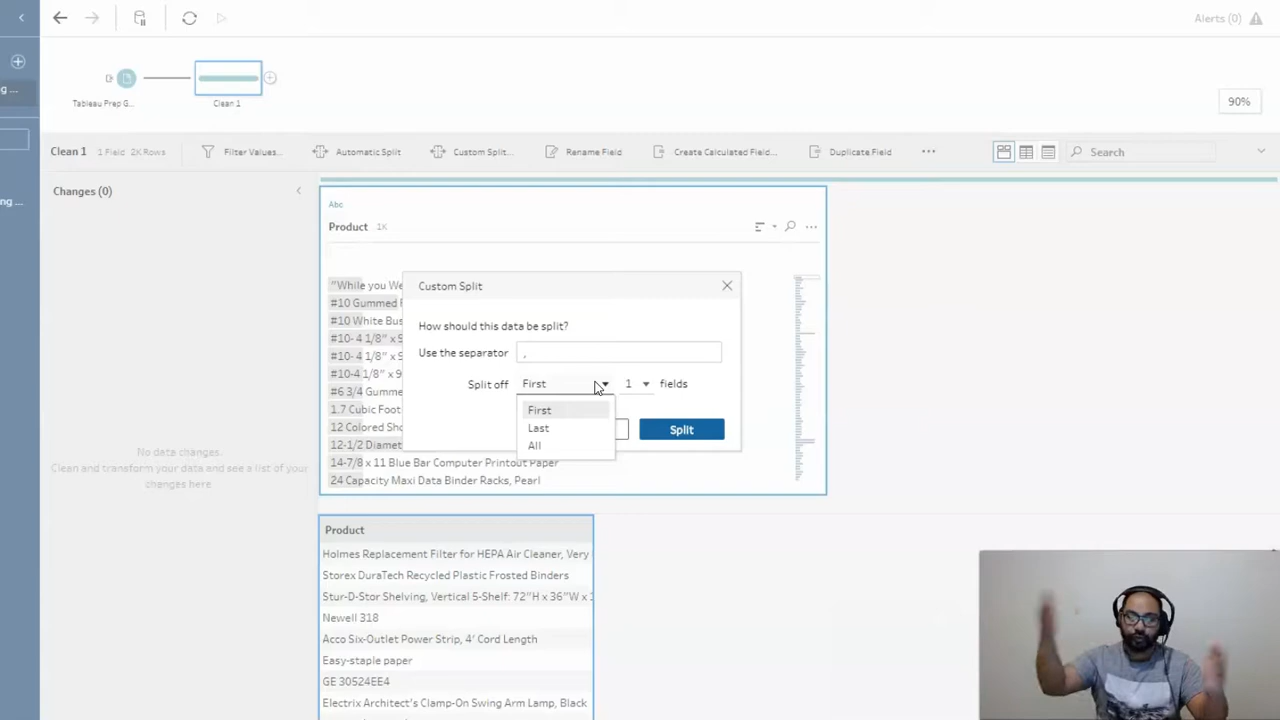 Alerts (0)
g ...
Tableau Prep G..
Clean 1
90%
Clean 1 1 Field 2K Rows Filter Values... Automatic Split Custom Split... Rename Field Create Calculated Field... Duplicate Field ... Search
Changes (0)
ng ...
Abc
Product 1K
"While you We
#10 Gummed F
#10 White Bus
#10- 4 1/8" x 9
#10- 4 1/8" x 9
#10-4 1/8" x 9
#6 3/4 Gumme
1.7 Cubic Foot
12 Colored Sho
12-1/2 Diamet
14-7/8 x 11 Blue Bar Computer Printout Paper
24 Capacity Maxi Data Binder Racks, Pearl
Custom Split
How should this data be split?
Use the separator ,
Split off First 1 fields
First
Last
All
Split
No data changes.
Clean and transform your data and see a list of your
changes here
Product
Holmes Replacement Filter for HEPA Air Cleaner, Very
Storex DuraTech Recycled Plastic Frosted Binders
Stur-D-Stor Shelving, Vertical 5-Shelf: 72"H x 36"W x 1
Newell 318
Acco Six-Outlet Power Strip, 4' Cord Length
Easy-staple paper
GE 30524EE4
Electrix Architect's Clamp-On Swing Arm Lamp, Black